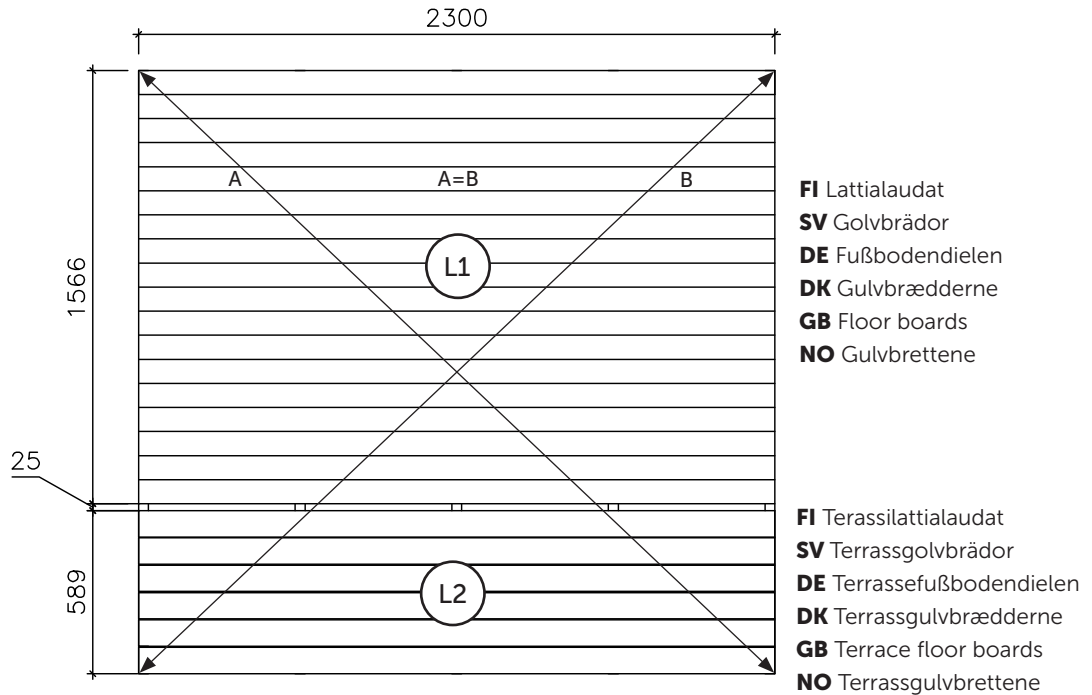 2300
A
A=B
B
L1
1566
FI Lattialaudat
SV Golvbrädor
DE Fußbodendielen
DK Gulvbrædderne
GB Floor boards
NO Gulvbrettene
25
589
L2
FI Terassilattialaudat
SV Terrassgolvbrädor
DE Terrassefußbodendielen
DK Terrassgulvbrædderne
GB Terrace floor boards
NO Terrassgulvbrettene